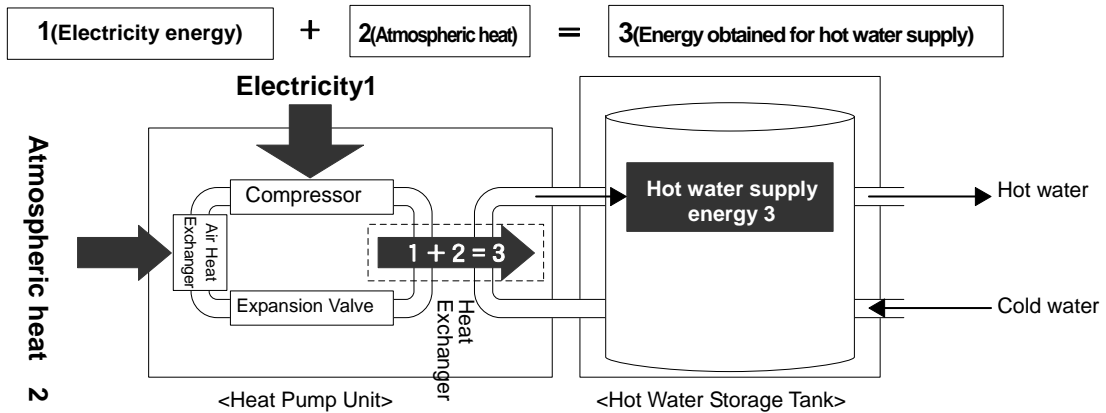 1(Electricity energy) + 2(Atmospheric heat) = 3(Energy obtained for hot water supply)
Electricity1
Atmospheric heat 2
Compressor
Air Heat
Exchanger
Expansion Valve
1 + 2 = 3
Heat
Exchanger
Hot water supply
energy 3
Hot water
Cold water
<Heat Pump Unit>
<Hot Water Storage Tank>